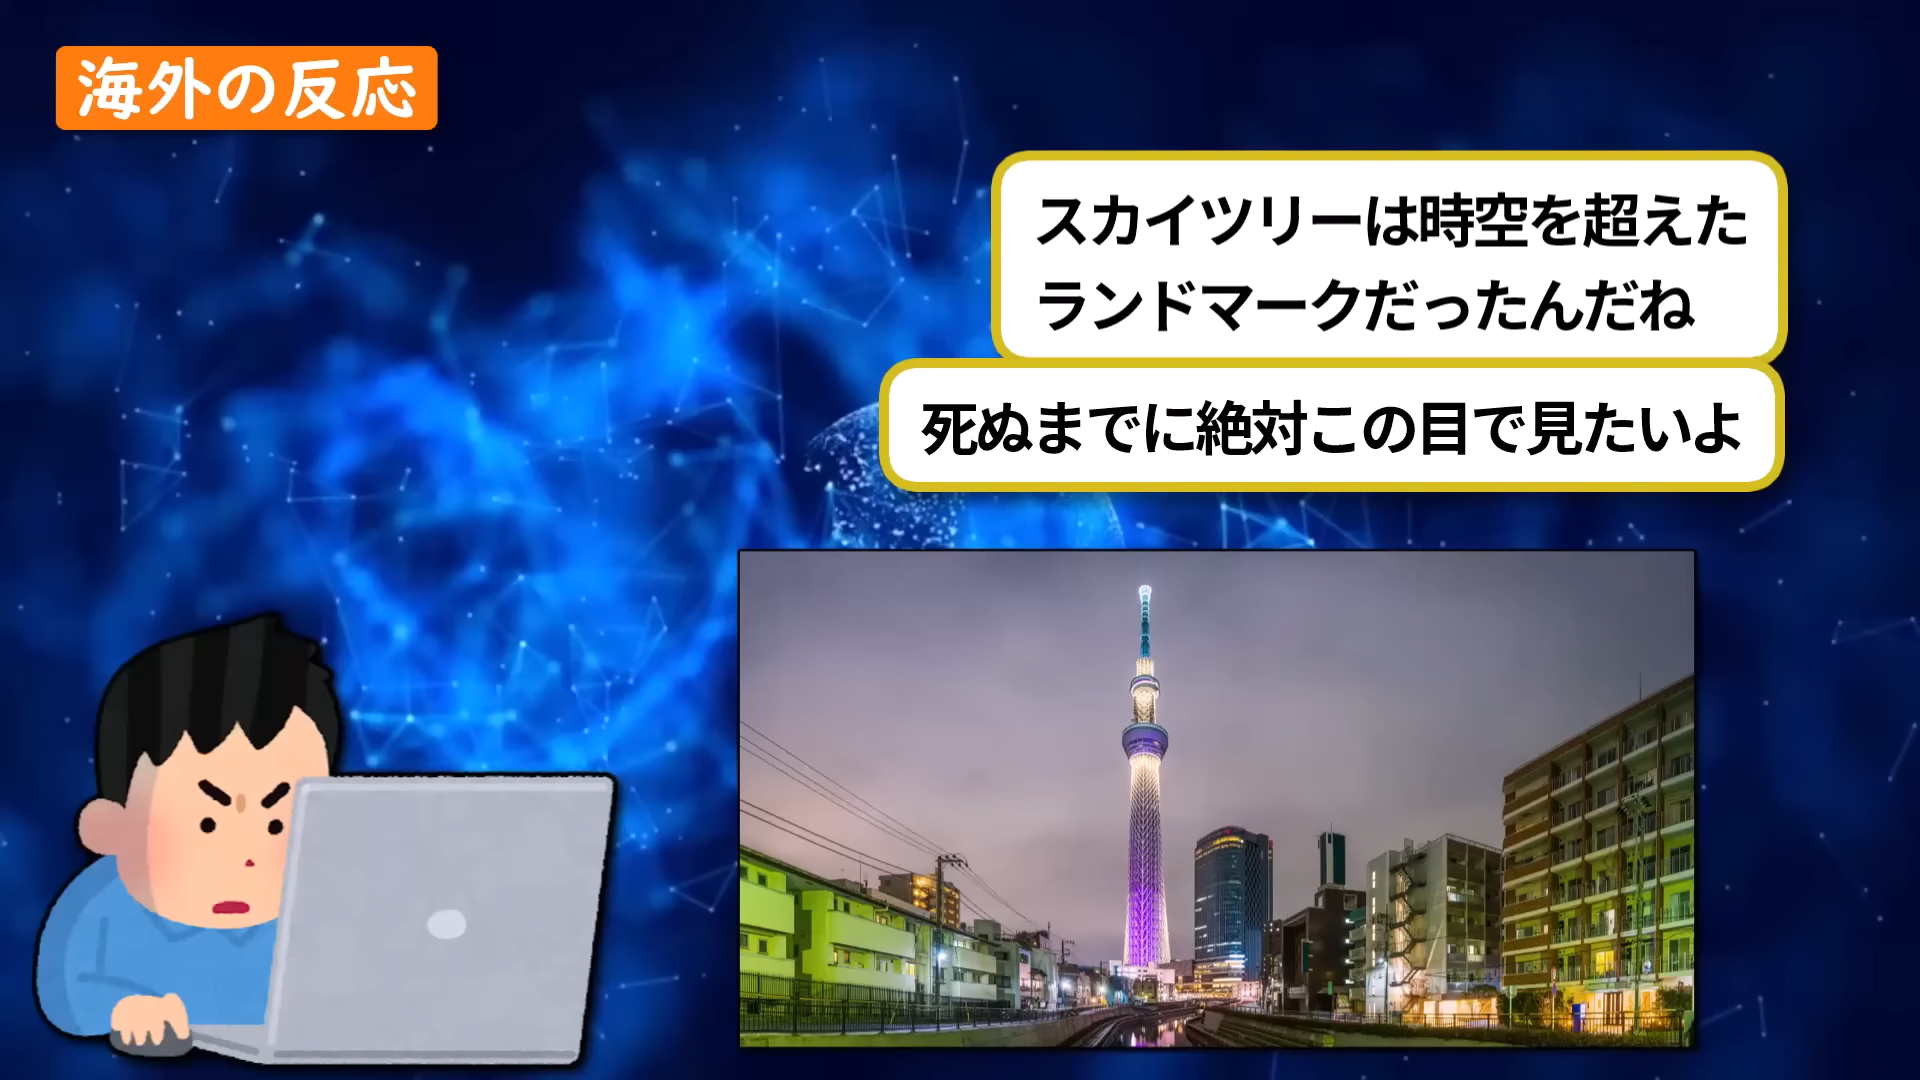 海外の反応
スカイツリーは時空を超えた
ランドマークだったんだね
死ぬまでに絶対この目で見たいよ